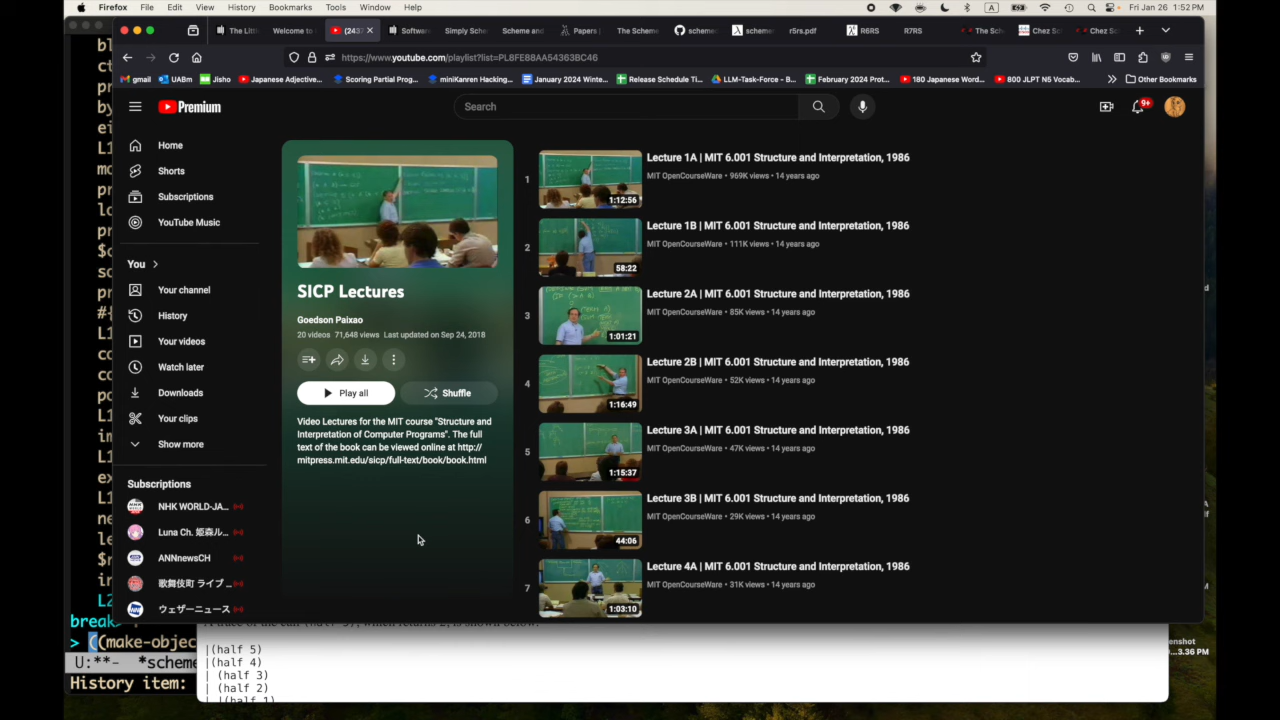 Firefox File Edit View History Bookmarks Tools Window Help
A
Fri Jan 26 1:52 PM
The Little
Welcome to
(243)
Software
Simply Sche
Scheme and
Papers |
The Scheme
scheme
scheme
r5rs.pdf
R6RS
R7RS
The Sch
Chez Sc
Chez Sc
https://www.youtube.com/playlist?list=PL8FE88AA54363BC46
gmail UABm Jisho Japanese Adjective... Scoring Partial Prog... miniKanren Hacking... January 2024 Winte... Release Schedule Ti... LLM-Task-Force - B... February 2024 Prot... 180 Japanese Word... 800 JLPT N5 Vocab... Other Bookmarks
Premium
Search
9+
Home
Shorts
Subscriptions
YouTube Music
You
Your channel
History
Your videos
Watch later
Downloads
Your clips
Show more
Subscriptions
NHK WORLD-JA...
Luna Ch. 姫森ル...
ANNnewsCH
歌舞伎町 ライブ ...
ウェザーニュース
SICP Lectures
Goedson Paixao
20 videos 71,648 views Last updated on Sep 24, 2018
Play all
Shuffle
Video Lectures for the MIT course "Structure and
Interpretation of Computer Programs". The full
text of the book can be viewed online at http://
mitpress.mit.edu/sicp/full-text/book/book.html
1
1:12:56
Lecture 1A | MIT 6.001 Structure and Interpretation, 1986
MIT OpenCourseWare • 969K views • 14 years ago
2
58:22
Lecture 1B | MIT 6.001 Structure and Interpretation, 1986
MIT OpenCourseWare • 111K views • 14 years ago
3
1:01:21
Lecture 2A | MIT 6.001 Structure and Interpretation, 1986
MIT OpenCourseWare • 85K views • 14 years ago
4
1:16:49
Lecture 2B | MIT 6.001 Structure and Interpretation, 1986
MIT OpenCourseWare • 52K views • 14 years ago
5
1:15:37
Lecture 3A | MIT 6.001 Structure and Interpretation, 1986
MIT OpenCourseWare • 47K views • 14 years ago
6
44:06
Lecture 3B | MIT 6.001 Structure and Interpretation, 1986
MIT OpenCourseWare • 29K views • 14 years ago
7
1:03:10
Lecture 4A | MIT 6.001 Structure and Interpretation, 1986
MIT OpenCourseWare • 31K views • 14 years ago
break>
> ((make-objec
U:**- *scheme
History item:
|(half 5)
|(half 4)
| (half 3)
| (half 2)
| |(half 1)
enshot
...3.36 PM